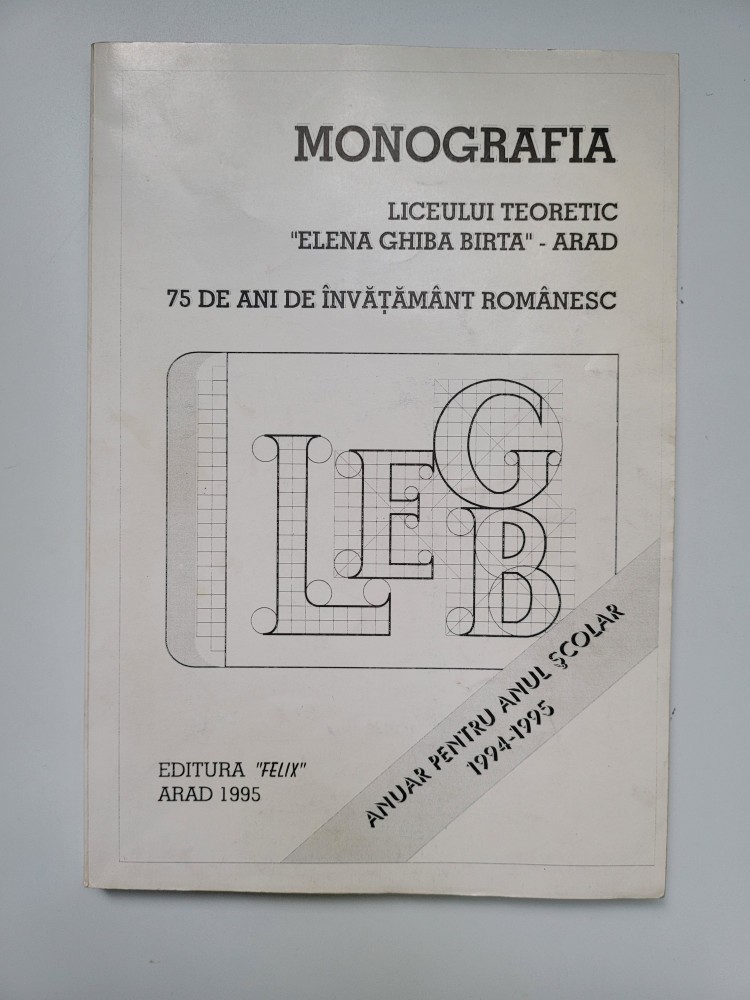 MONOGRAFIA
LICEULUI TEORETIC
"ELENA GHIBA BIRTA" - ARAD
75 DE ANI DE ÎNVĂȚĂMÂNT ROMÂNESC
LEGB
ANUAR PENTRU ANUL ȘCOLAR
1994-1995
EDITURA "FELIX"
ARAD 1995